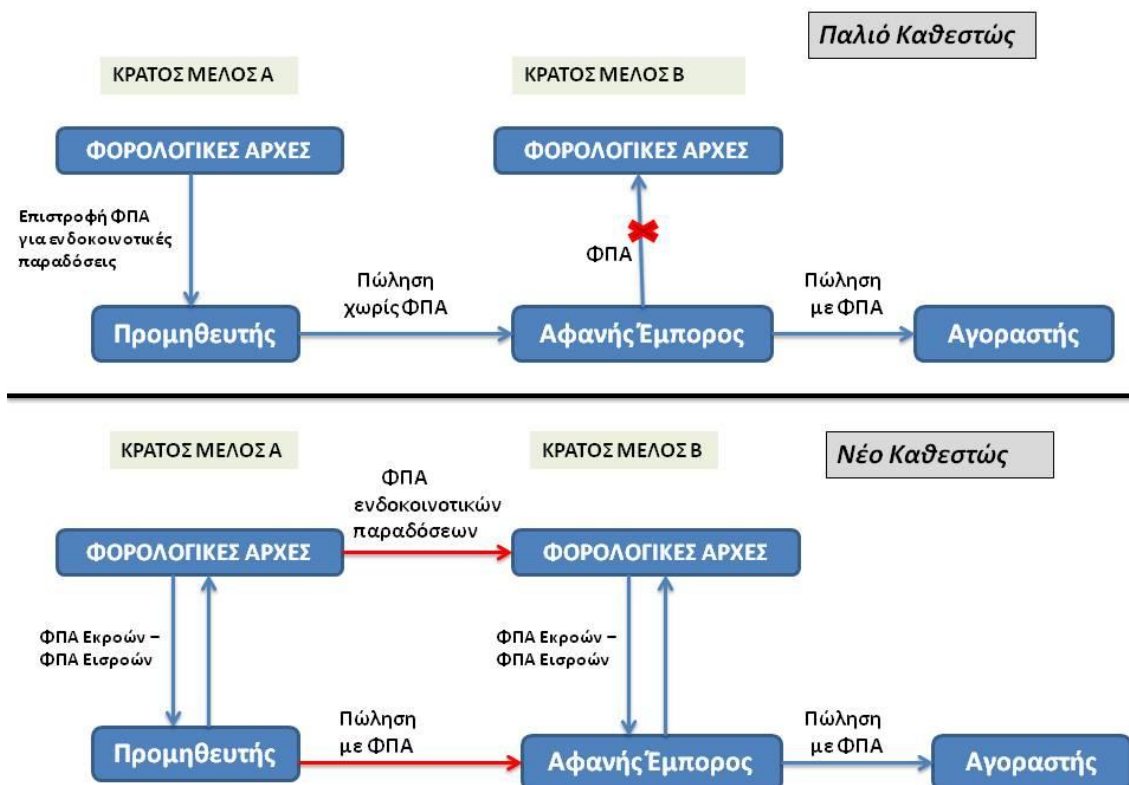 Παλιό Καθεστώς
ΚΡΑΤΟΣ ΜΕΛΟΣ Α
ΚΡΑΤΟΣ ΜΕΛΟΣ Β
ΦΟΡΟΛΟΓΙΚΕΣ ΑΡΧΕΣ
ΦΟΡΟΛΟΓΙΚΕΣ ΑΡΧΕΣ
Επιστροφή ΦΠΑ
για ενδοκοινοτικές
παραδόσεις
ΦΠΑ
Πώληση
χωρίς ΦΠΑ
Πώληση
με ΦΠΑ
Προμηθευτής
Αφανής Έμπορος
Αγοραστής
ΚΡΑΤΟΣ ΜΕΛΟΣ Α
ΚΡΑΤΟΣ ΜΕΛΟΣ Β
Νέο Καθεστώς
ΦΠΑ
ενδοκοινοτικών
παραδόσεων
ΦΟΡΟΛΟΓΙΚΕΣ ΑΡΧΕΣ
ΦΟΡΟΛΟΓΙΚΕΣ ΑΡΧΕΣ
ΦΠΑ Εκροών –
ΦΠΑ Εισροών
ΦΠΑ Εκροών –
ΦΠΑ Εισροών
Πώληση
με ΦΠΑ
Πώληση
με ΦΠΑ
Προμηθευτής
Αφανής Έμπορος
Αγοραστής